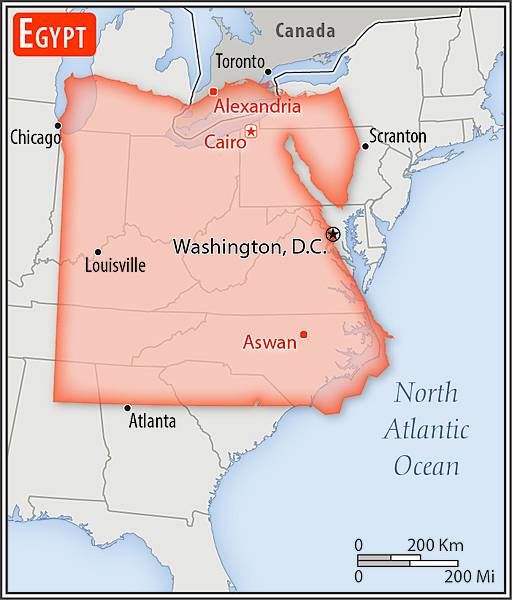 EGYPT
Canada
Toronto
Alexandria
Chicago
Cairo
Scranton
Washington, D.C.
Louisville
Aswan
Atlanta
North
Atlantic
Ocean
0 200 Km
0 200 Mi